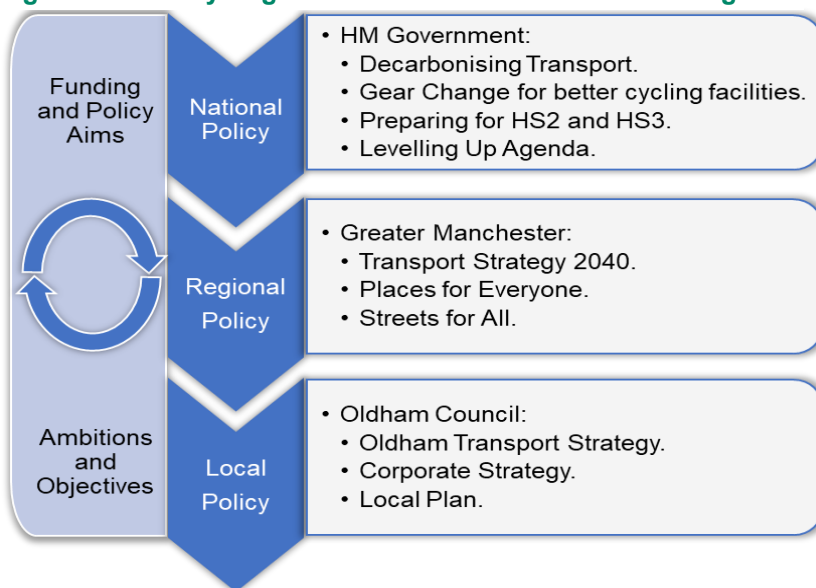 Funding
and Policy
Aims
Ambitions
and
Objectives
National
Policy
• HM Government:
• Decarbonising Transport.
• Gear Change for better cycling facilities.
• Preparing for HS2 and HS3.
• Levelling Up Agenda.
Regional
Policy
• Greater Manchester:
• Transport Strategy 2040.
• Places for Everyone.
• Streets for All.
Local
Policy
• Oldham Council:
• Oldham Transport Strategy.
• Corporate Strategy.
• Local Plan.